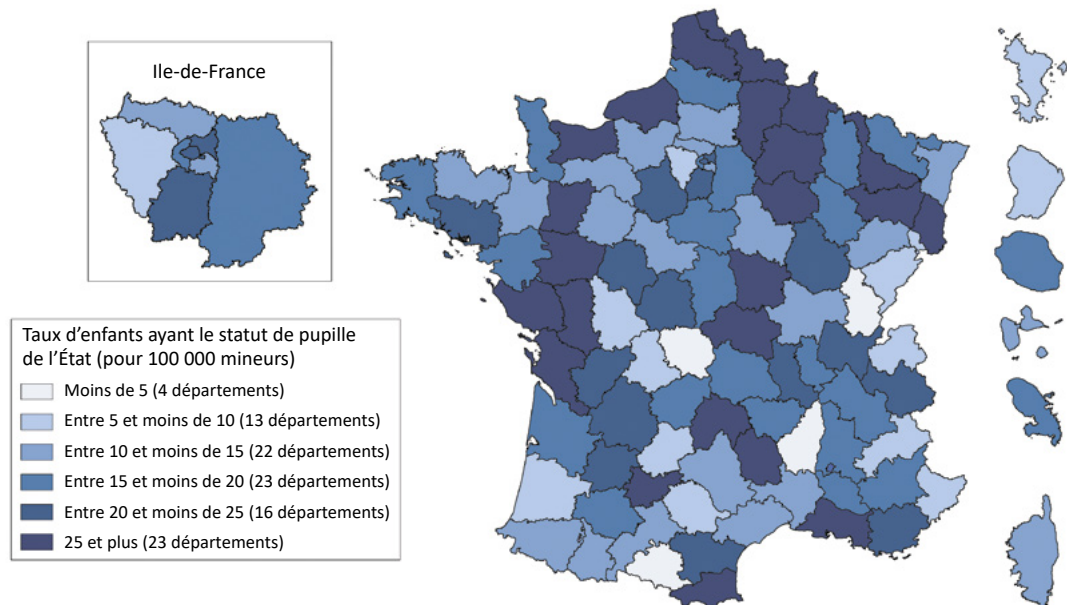 Ile-de-France
Taux d'enfants ayant le statut de pupille
de l'État (pour 100 000 mineurs)
Moins de 5 (4 départements)
Entre 5 et moins de 10 (13 départements)
Entre 10 et moins de 15 (22 départements)
Entre 15 et moins de 20 (23 départements)
Entre 20 et moins de 25 (16 départements)
25 et plus (23 départements)